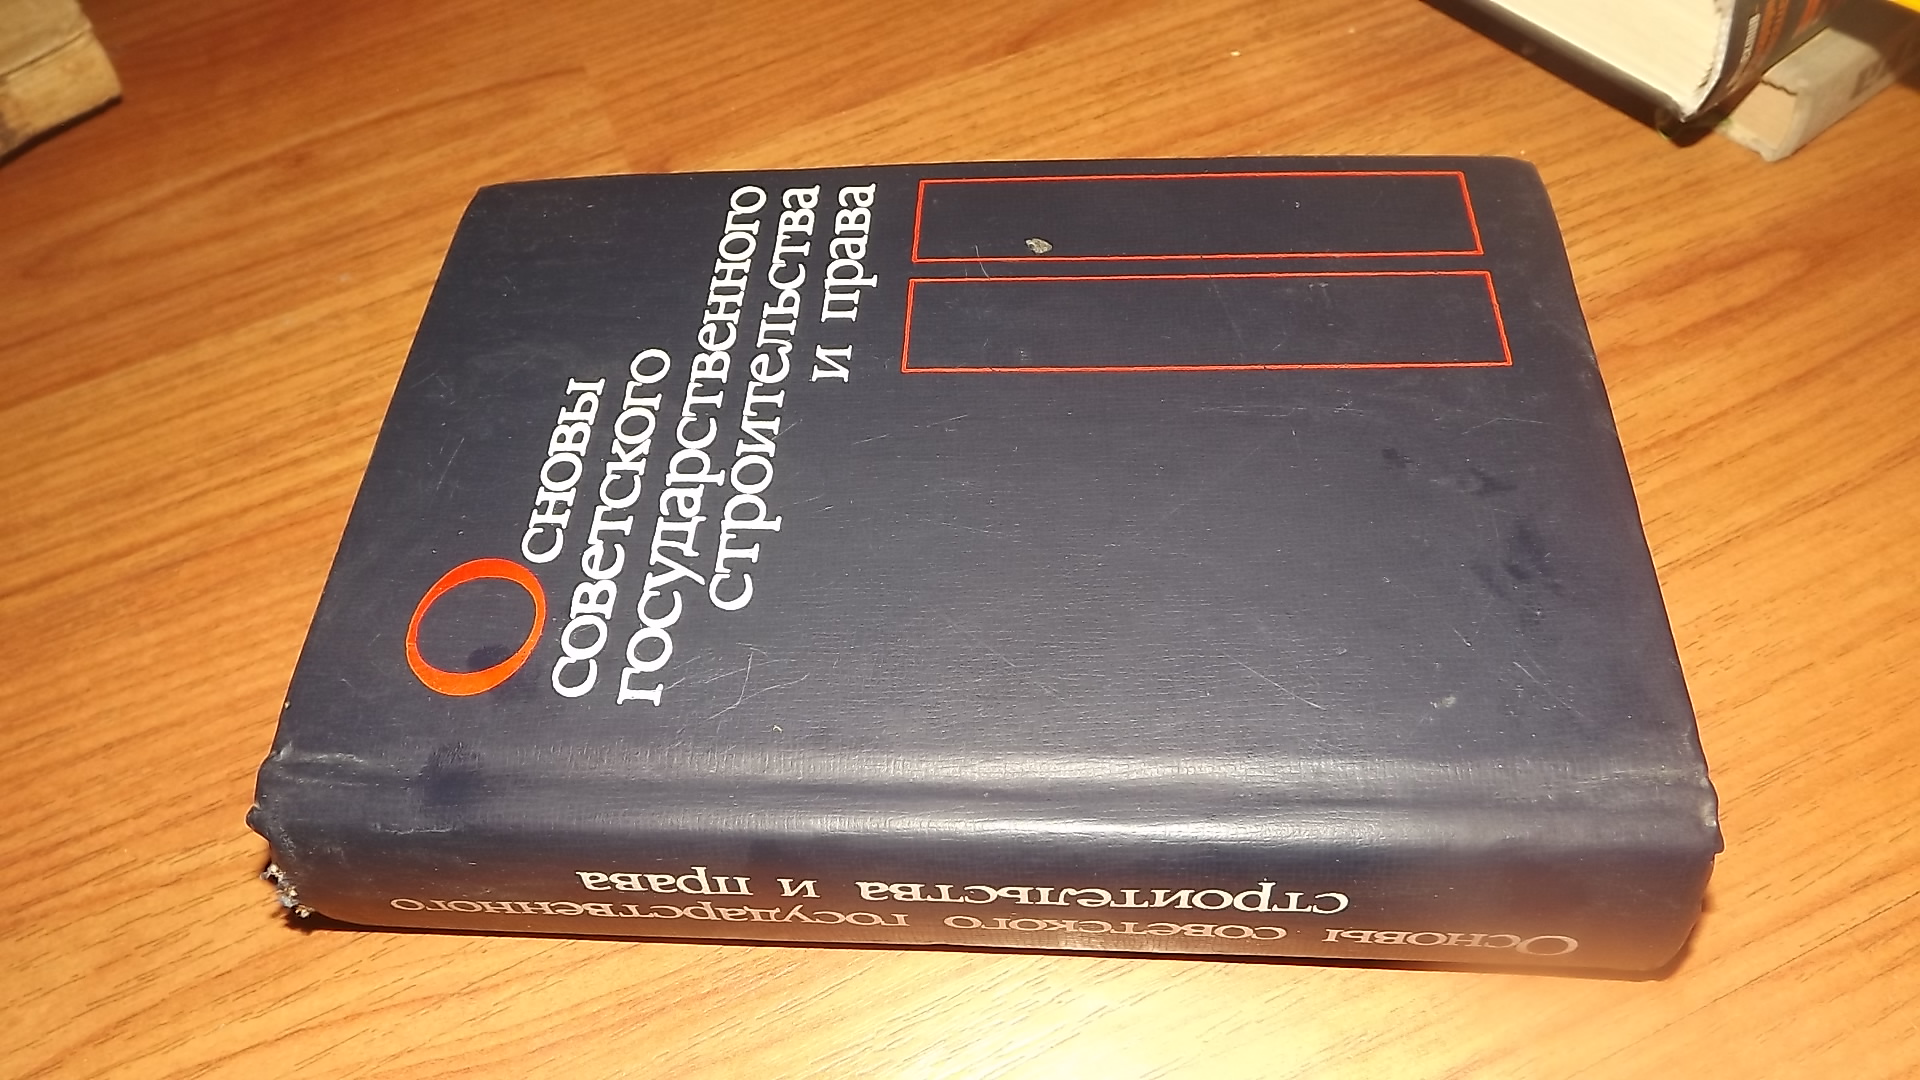 Основы
советского
государственного
строительства
и права
Основы советского государственного
строительства и права